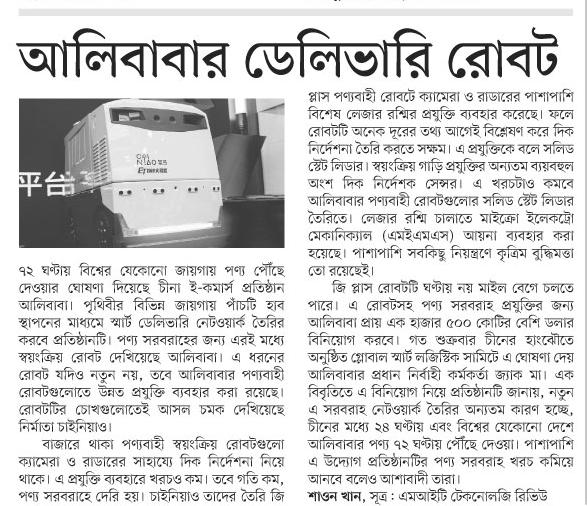 আলিবাবার ডেলিভারি রোবট
平台
CAI
NIAO 菜鸟
ET
৭২ ঘণ্টায় বিশ্বের যেকোনো জায়গায় পণ্য পৌঁছে
দেওয়ার ঘোষণা দিয়েছে চীনা ই-কমার্স প্রতিষ্ঠান
আলিবাবা। পৃথিবীর বিভিন্ন জায়গায় পাঁচটি হাব
স্থাপনের মাধ্যমে স্মার্ট ডেলিভারি নেটওয়ার্ক তৈরির
করবে প্রতিষ্ঠানটি। পণ্য সরবরাহের জন্য এরই মধ্যে
স্বয়ংক্রিয় রোবট দেখিয়েছে আলিবাবা। এ ধরনের
রোবট যদিও নতুন নয়, তবে আলিবাবার পণ্যবাহী
রোবটগুলোতে উন্নত প্রযুক্তি ব্যবহার করা রয়েছে।
রোবটটির চোখগুলোতেই আসল চমক দেখিয়েছে
নির্মাতা চাইনিয়াও।
বাজারে থাকা পণ্যবাহী স্বয়ংক্রিয় রোবটগুলো
ক্যামেরা ও রাডারের সাহায্যে দিক নির্দেশনা নিয়ে
থাকে। এ প্রযুক্তি ব্যবহারে খরচও কম। তবে গতি কম,
পণ্য সরবরাহে দেরি হয়। চাইনিয়াও তাদের তৈরি জি
প্লাস পণ্যবাহী রোবটে ক্যামেরা ও রাডারের পাশাপাশি
বিশেষ লেজার রশ্মির প্রযুক্তি ব্যবহার করেছে। ফলে
রোবটটি অনেক দূরের তথ্য আগেই বিশ্লেষণ করে দিক
নির্দেশনা তৈরি করতে সক্ষম। এ প্রযুক্তিকে বলে সলিড
স্টেট লিডার। স্বয়ংক্রিয় গাড়ি প্রযুক্তির অন্যতম ব্যয়বহুল
অংশ দিক নির্দেশক সেন্সর। এ খরচটাও কমবে
আলিবাবার পণ্যবাহী রোবটগুলোর সলিড স্টেট লিডার
তৈরিতে। লেজার রশ্মি চালাতে মাইক্রো ইলেকট্রো
মেকানিক্যাল (এমইএমএস) আয়না ব্যবহার করা
হয়েছে। পাশাপাশি সবকিছু নিয়ন্ত্রণে কৃত্রিম বুদ্ধিমত্তা
তো রয়েছেই।
জি প্লাস রোবটটি ঘণ্টায় নয় মাইল বেগে চলতে
পারে। এ রোবটসহ পণ্য সরবরাহ প্রযুক্তির জন্য
আলিবাবা প্রায় এক হাজার ৫০০ কোটির বেশি ডলার
বিনিয়োগ করবে। গত শুক্রবার চীনের হাংঝৌতে
অনুষ্ঠিত গ্লোবাল স্মার্ট লজিস্টিক সামিটে এ ঘোষণা দেয়
আলিবাবার প্রধান নির্বাহী কর্মকর্তা জ্যাক মা। এক
বিবৃতিতে এ বিনিয়োগ নিয়ে প্রতিষ্ঠানটি জানায়, নতুন
এ সরবরাহ নেটওয়ার্ক তৈরির অন্যতম কারণ হচ্ছে,
চীনের মধ্যে ২৪ ঘণ্টায় এবং বিশ্বের যেকোনো দেশে
আলিবাবার পণ্য ৭২ ঘণ্টায় পৌঁছে দেওয়া। পাশাপাশি
এ উদ্যোগ প্রতিষ্ঠানটির পণ্য সরবরাহ খরচ কমিয়ে
আনবে বলেও আশাবাদী তারা।
শাওন খান, সূত্র : এমআইটি টেকনোলজি রিভিউ